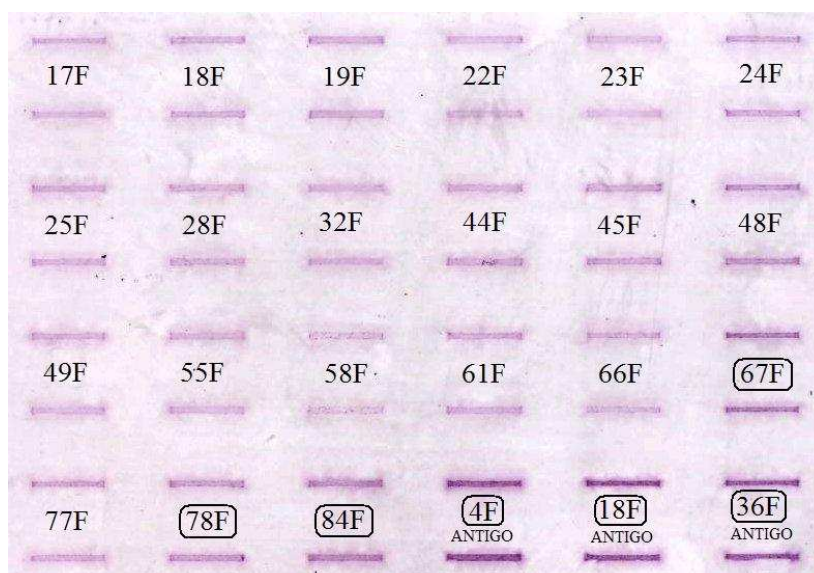 17F 18F 19F 22F 23F 24F
25F 28F 32F 44F 45F 48F
49F 55F 58F 61F 66F 67F
77F 78F 84F 4F 18F 36F
ANTIGO ANTIGO ANTIGO